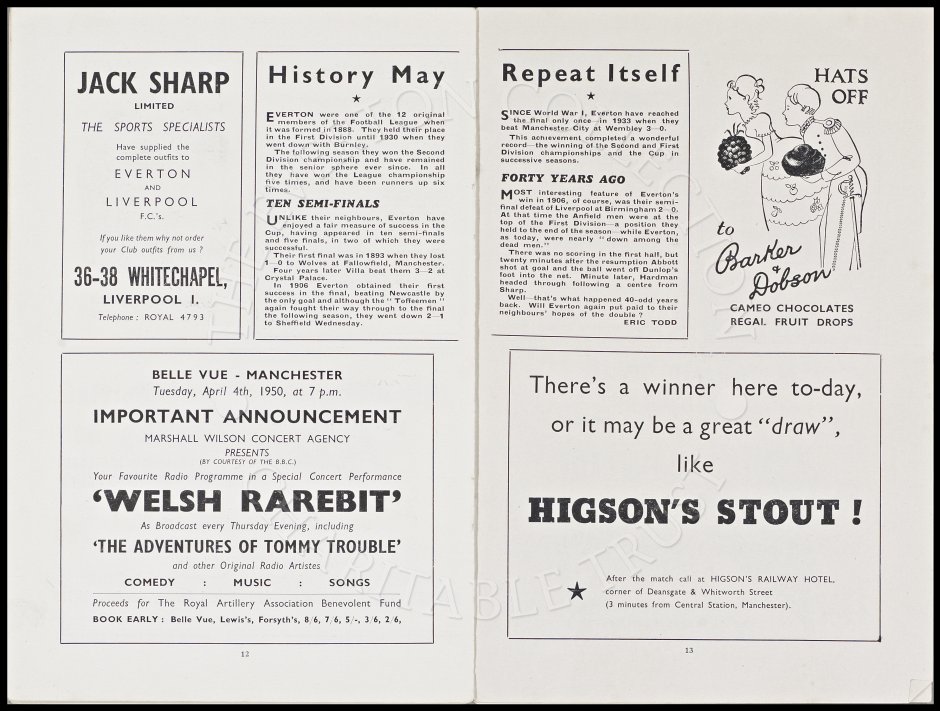 JACK SHARP
LIMITED
THE SPORTS SPECIALISTS
Have supplied the
complete outfits to
EVERTON
AND
LIVERPOOL
F.C.'s.
If you like them why not order
your Club outfits from us ?
36-38 WHITECHAPEL,
LIVERPOOL 1.
Telephone : ROYAL 4793
History May
★
EVERTON were one of the 12 original
members of the Football League when
it was formed in 1888. They held their place
in the First Division until 1930 when they
went down with Burnley.
The following season they won the Second
Division championship and have remained
in the senior sphere ever since. In all
they have won the League championship
five times, and have been runners up six
times.
TEN SEMI-FINALS
UNLIKE their neighbours, Everton have
enjoyed a fair measure of success in the
Cup, having appeared in ten semi-finals
and five finals, in two of which they were
successful.
Their first final was in 1893 when they lost
1—0 to Wolves at Fallowfield, Manchester.
Four years later Villa beat them 3—2 at
Crystal Palace.
In 1906 Everton obtained their first
success in the final, beating Newcastle by
the only goal and although the "Toffeemen"
again fought their way through to the final
the following season, they went down 2—1
to Sheffield Wednesday.
Repeat Itself
★
SINCE World War I, Everton have reached
the final only once—in 1933 when they
beat Manchester City at Wembley 3—0.
This achievement completed a wonderful
record—the winning of the Second and First
Division championships and the Cup in
successive seasons.
FORTY YEARS AGO
MOST interesting feature of Everton's
win in 1906, of course, was their semi-
final defeat of Liverpool at Birmingham 2—0.
At that time the Anfield men were at the
top of the First Division—a position they
held to the end of the season—while Everton,
as today, were nearly "down among the
dead men."
There was no scoring in the first half, but
twenty minutes after the resumption Abbott
shot at goal and the ball went off Dunlop's
foot into the net. Minute later, Hardman
headed through following a centre from
Sharp.
Well—that's what happened 40-odd years
back. Will Everton again put paid to their
neighbours' hopes of the double ?
ERIC TODD
HATS
OFF
to
Barker
&
Dobson
CAMEO CHOCOLATES
REGAL FRUIT DROPS
BELLE VUE - MANCHESTER
Tuesday, April 4th, 1950, at 7 p.m.
IMPORTANT ANNOUNCEMENT
MARSHALL WILSON CONCERT AGENCY
PRESENTS
(BY COURTESY OF THE B.B.C.)
Your Favourite Radio Programme in a Special Concert Performance
'WELSH RAREBIT'
As Broadcast every Thursday Evening, including
'THE ADVENTURES OF TOMMY TROUBLE'
and other Original Radio Artistes
COMEDY : MUSIC : SONGS
Proceeds for The Royal Artillery Association Benevolent Fund
BOOK EARLY : Belle Vue, Lewis's, Forsyth's, 8/6, 7/6, 5/-, 3/6, 2/6,
12
There's a winner here to-day,
or it may be a great "draw",
like
HIGSON'S STOUT !
★ After the match call at HIGSON'S RAILWAY HOTEL,
corner of Deansgate & Whitworth Street
(3 minutes from Central Station, Manchester).
13